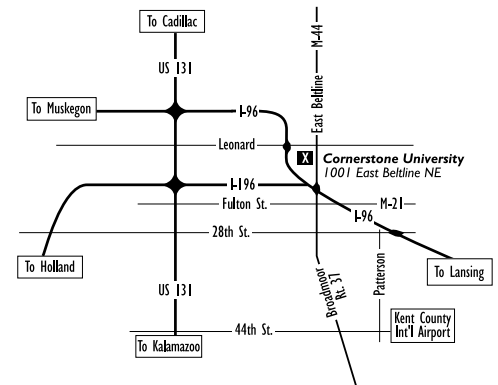 To Cadillac
M-44
US 131
To Muskegon
I-96
East Beltline
Leonard
X
Cornerstone University
1001 East Beltline NE
I-196
Fulton St.
M-21
I-96
28th St.
To Holland
To Lansing
Patterson
US 131
Broadmoor
Rt. 37
Kent County
Int'l Airport
44th St.
To Kalamazoo